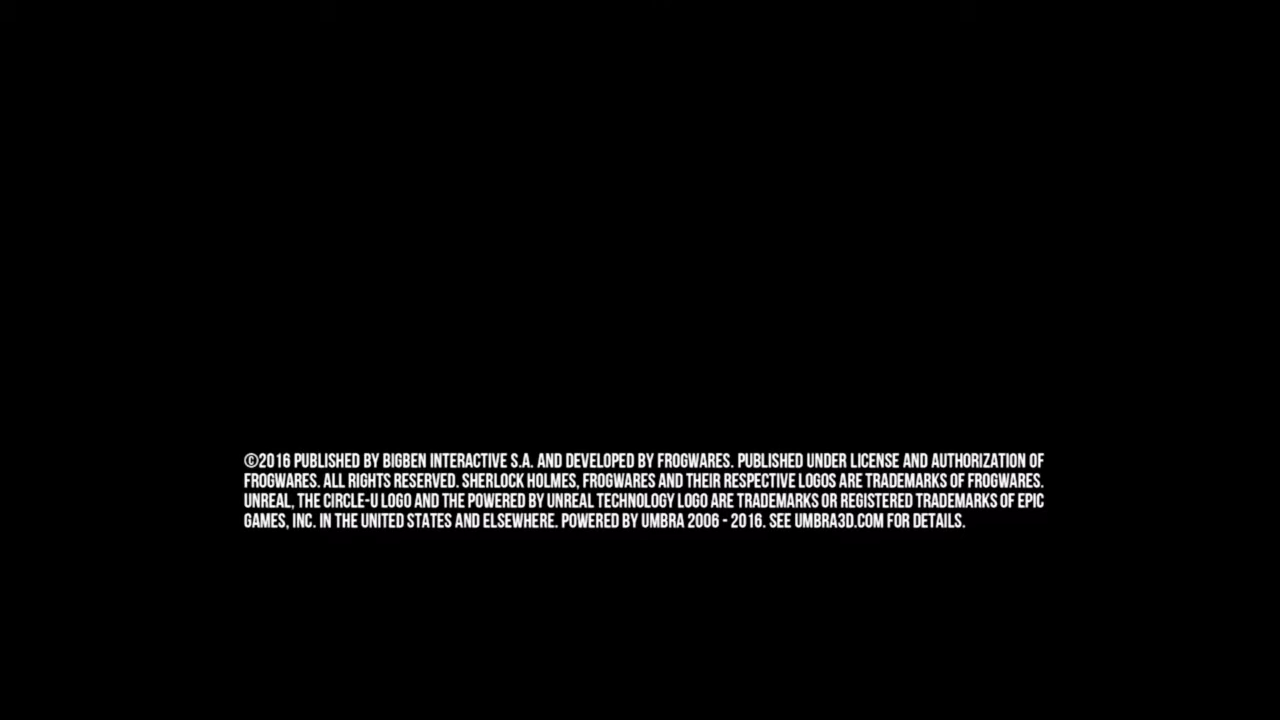 ©2016 PUBLISHED BY BIGBEN INTERACTIVE S.A. AND DEVELOPED BY FROGWARES. PUBLISHED UNDER LICENSE AND AUTHORIZATION OF
FROGWARES. ALL RIGHTS RESERVED. SHERLOCK HOLMES, FROGWARES AND THEIR RESPECTIVE LOGOS ARE TRADEMARKS OF FROGWARES.
UNREAL, THE CIRCLE-U LOGO AND THE POWERED BY UNREAL TECHNOLOGY LOGO ARE TRADEMARKS OR REGISTERED TRADEMARKS OF EPIC
GAMES, INC. IN THE UNITED STATES AND ELSEWHERE. POWERED BY UMBRA 2006 - 2016. SEE UMBRA3D.COM FOR DETAILS.